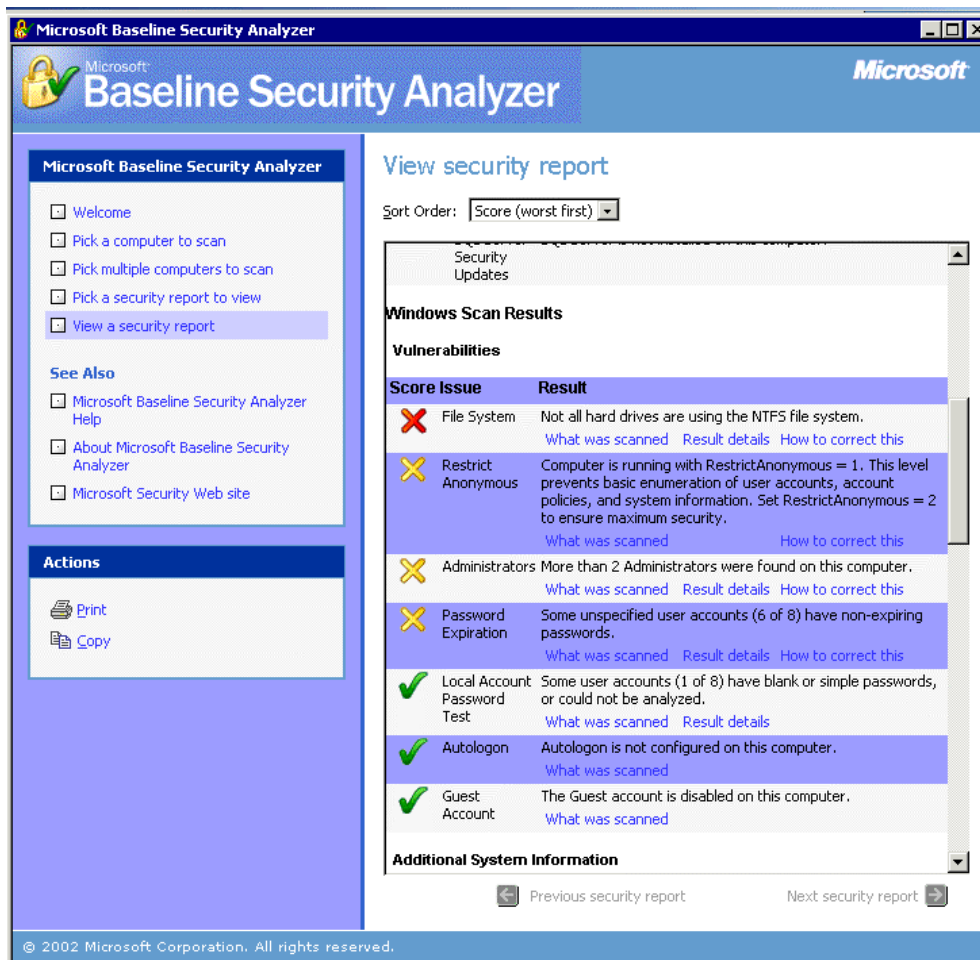 Microsoft Baseline Security Analyzer
Microsoft
Baseline Security Analyzer
Microsoft
Microsoft Baseline Security Analyzer
Welcome
Pick a computer to scan
Pick multiple computers to scan
Pick a security report to view
View a security report
See Also
Microsoft Baseline Security Analyzer
Help
About Microsoft Baseline Security
Analyzer
Microsoft Security Web site
Actions
Print
Copy
View security report
Sort Order: Score (worst first)
Security
Updates
Windows Scan Results
Vulnerabilities
Score Issue Result
File System Not all hard drives are using the NTFS file system.
What was scanned Result details How to correct this
Restrict Computer is running with RestrictAnonymous = 1. This level
Anonymous prevents basic enumeration of user accounts, account
policies, and system information. Set RestrictAnonymous = 2
to ensure maximum security.
What was scanned How to correct this
Administrators More than 2 Administrators were found on this computer.
What was scanned Result details How to correct this
Password Some unspecified user accounts (6 of 8) have non-expiring
Expiration passwords.
What was scanned Result details How to correct this
Local Account Some user accounts (1 of 8) have blank or simple passwords,
Password or could not be analyzed.
Test What was scanned Result details
Autologon Autologon is not configured on this computer.
What was scanned
Guest The Guest account is disabled on this computer.
Account What was scanned
Additional System Information
Previous security report Next security report
© 2002 Microsoft Corporation. All rights reserved.